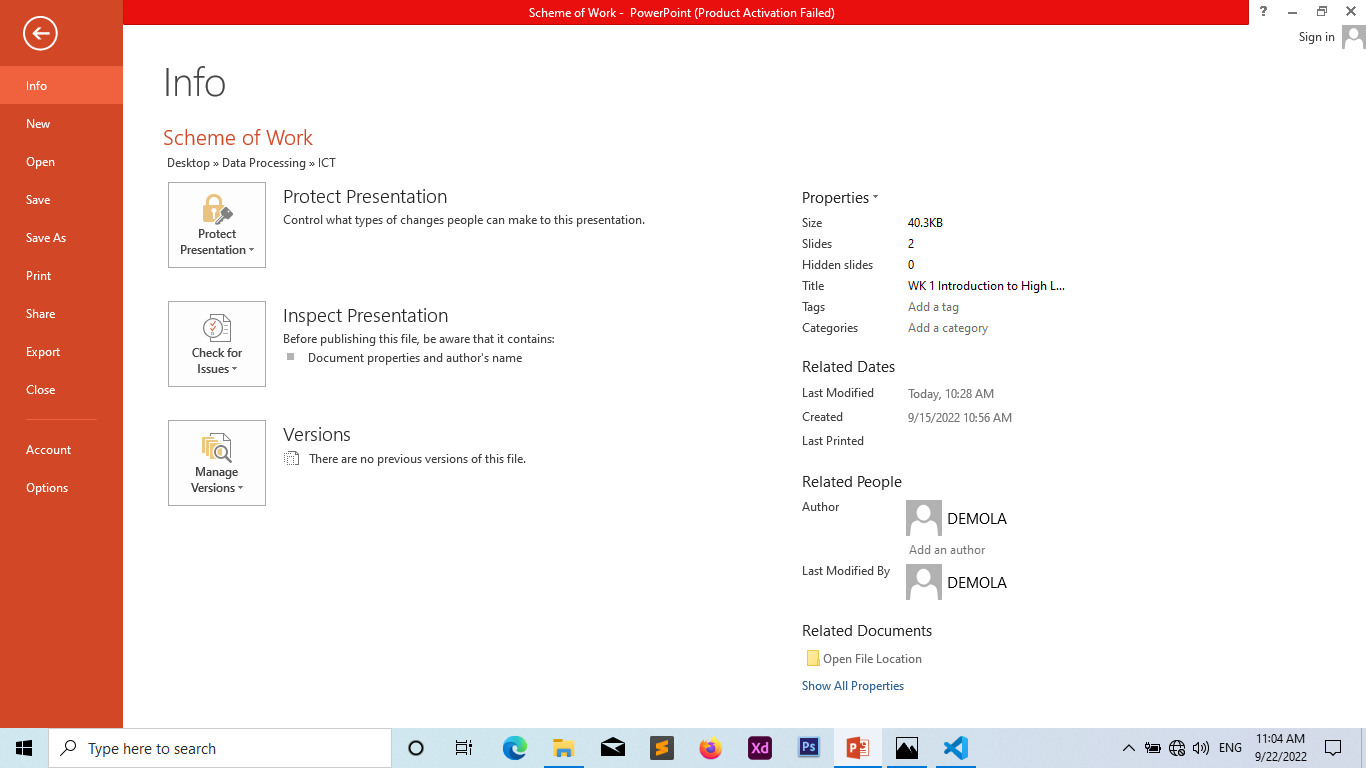 Scheme of Work - PowerPoint (Product Activation Failed)
?
Sign in
Info
New
Open
Save
Save As
Print
Share
Export
Close
Account
Options
Info
Scheme of Work
Desktop » Data Processing » ICT
Protect
Presentation
Protect Presentation
Control what types of changes people can make to this presentation.
Check for
Issues
Inspect Presentation
Before publishing this file, be aware that it contains:
Document properties and author's name
Manage
Versions
Versions
There are no previous versions of this file.
Properties
Size 40.3KB
Slides 2
Hidden slides 0
Title WK 1 Introduction to High L...
Tags Add a tag
Categories Add a category
Related Dates
Last Modified Today, 10:28 AM
Created 9/15/2022 10:56 AM
Last Printed
Related People
Author DEMOLA
Add an author
Last Modified By DEMOLA
Related Documents
Open File Location
Show All Properties
Type here to search
Xd
Ps
ENG
11:04 AM
9/22/2022